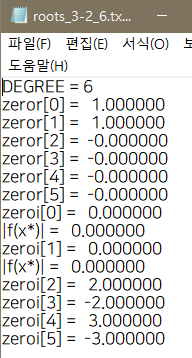 roots_3-2_6.tx...
파일(F) 편집(E) 서식(O) 보
도움말(H)
DEGREE = 6
zeror[0] = 1.000000
zeror[1] = 1.000000
zeror[2] = -0.000000
zeror[3] = -0.000000
zeror[4] = -0.000000
zeror[5] = -0.000000
zeroi[0] = 0.000000
|f(x*)| = 0.000000
zeroi[1] = 0.000000
|f(x*)| = 0.000000
zeroi[2] = 2.000000
zeroi[3] = -2.000000
zeroi[4] = 3.000000
zeroi[5] = -3.000000